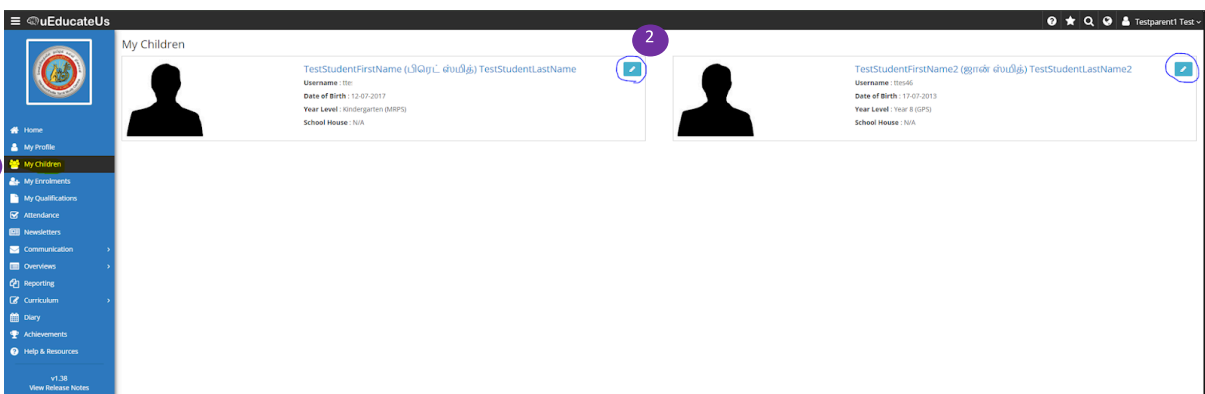 uEducateUs
Testparent1 Test
My Children
2
TestStudentFirstName (பிரெட் ஸ்மித்) TestStudentLastName
Username : tte
Date of Birth : 12-07-2017
Year Level : Kindergarten (MRPS)
School House : N/A
TestStudentFirstName2 (ஜான் ஸ்மித்) TestStudentLastName2
Username : ttes46
Date of Birth : 17-07-2013
Year Level : Year 8 (GPS)
School House : N/A
Home
My Profile
My Children
My Enrolments
My Qualifications
Attendance
Newsletters
Communication
Overviews
Reporting
Curriculum
Diary
Achievements
Help & Resources
v1.38
View Release Notes